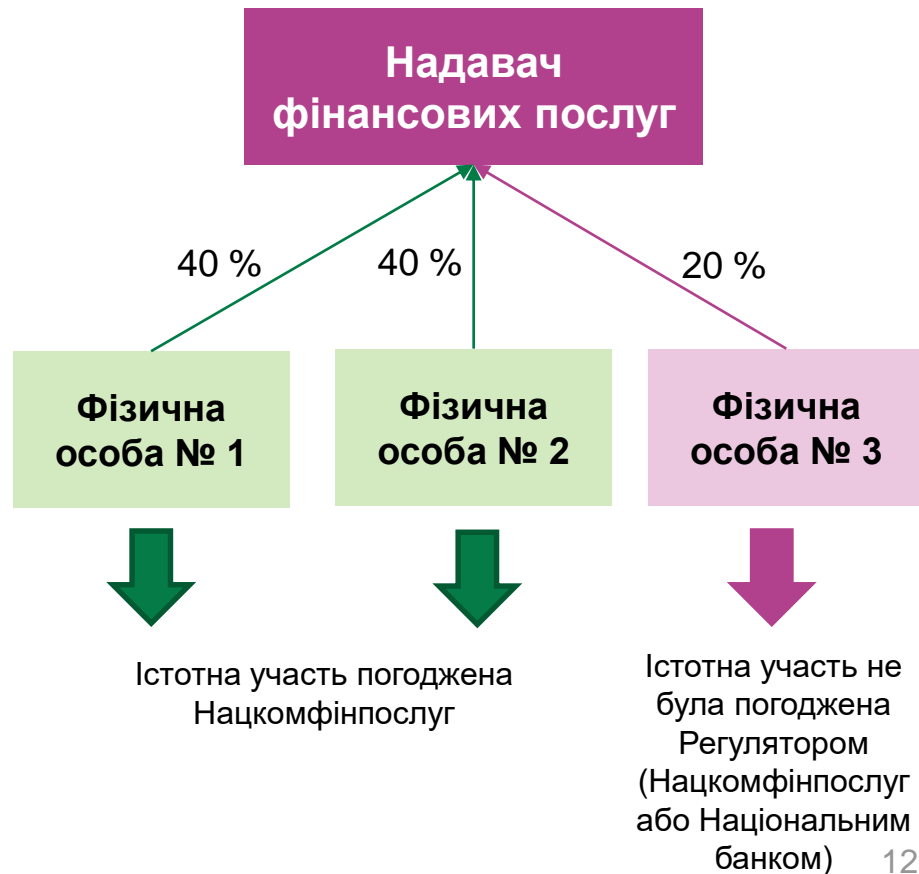 Надавач
фінансових послуг
40 %
40 %
20 %
Фізична
особа № 1
Фізична
особа № 2
Фізична
особа № 3
Істотна участь погоджена
Нацкомфінпослуг
Істотна участь не
була погоджена
Регулятором
(Нацкомфінпослуг
або Національним
банком)
12